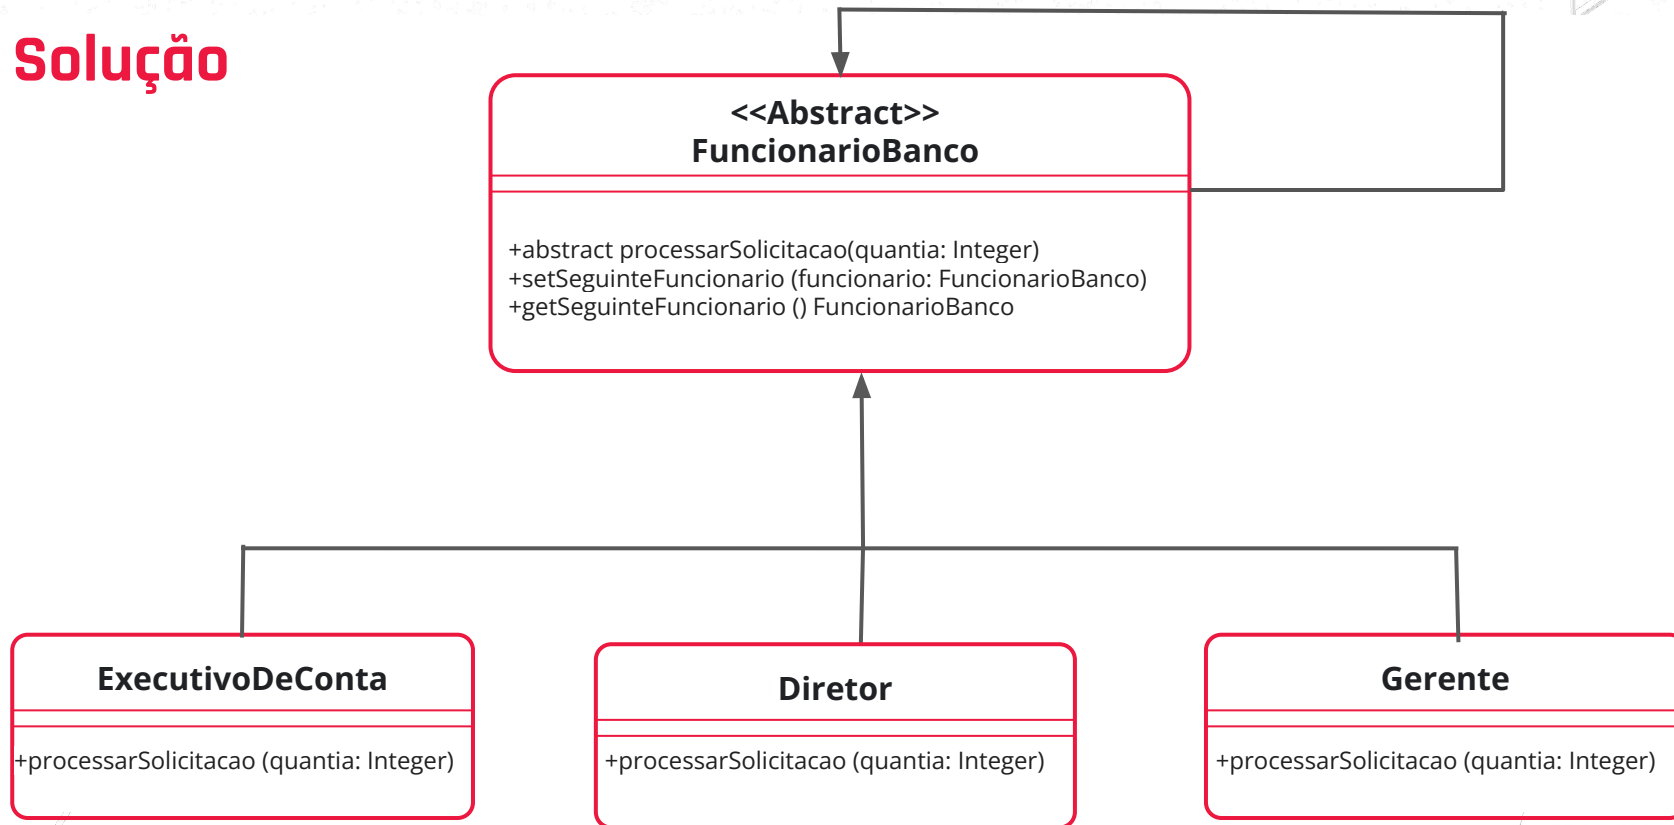 Solução
<<Abstract>>
FuncionarioBanco
+abstract processarSolicitacao(quantia: Integer)
+setSeguinteFuncionario (funcionario: FuncionarioBanco)
+getSeguinteFuncionario () FuncionarioBanco
ExecutivoDeConta
+processarSolicitacao (quantia: Integer)
Diretor
+processarSolicitacao (quantia: Integer)
Gerente
+processarSolicitacao (quantia: Integer)